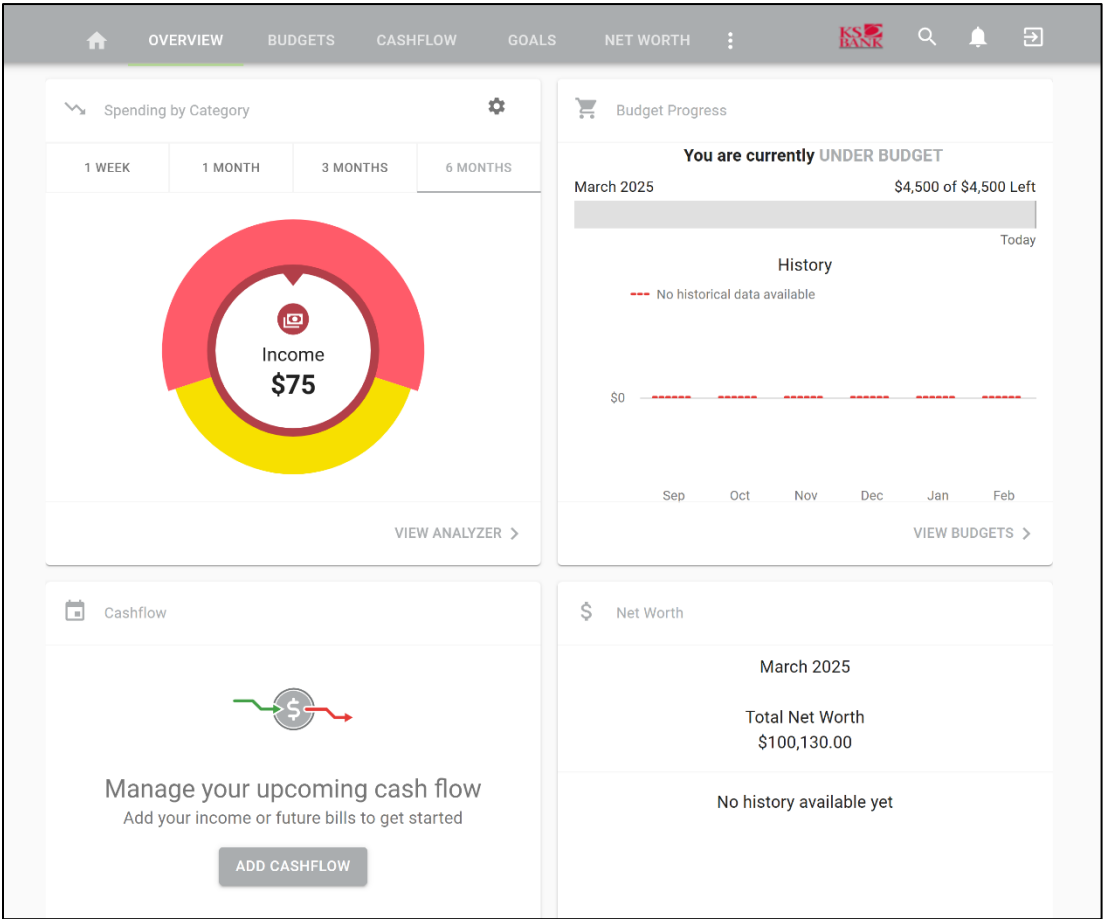 OVERVIEW BUDGETS CASHFLOW GOALS NET WORTH KS BANK
Spending by Category
1 WEEK 1 MONTH 3 MONTHS 6 MONTHS
Income
$75
VIEW ANALYZER
Budget Progress
You are currently UNDER BUDGET
March 2025 $4,500 of $4,500 Left
Today
History
No historical data available
$0
Sep Oct Nov Dec Jan Feb
VIEW BUDGETS
Cashflow
$
Manage your upcoming cash flow
Add your income or future bills to get started
ADD CASHFLOW
$ Net Worth
March 2025
Total Net Worth
$100,130.00
No history available yet